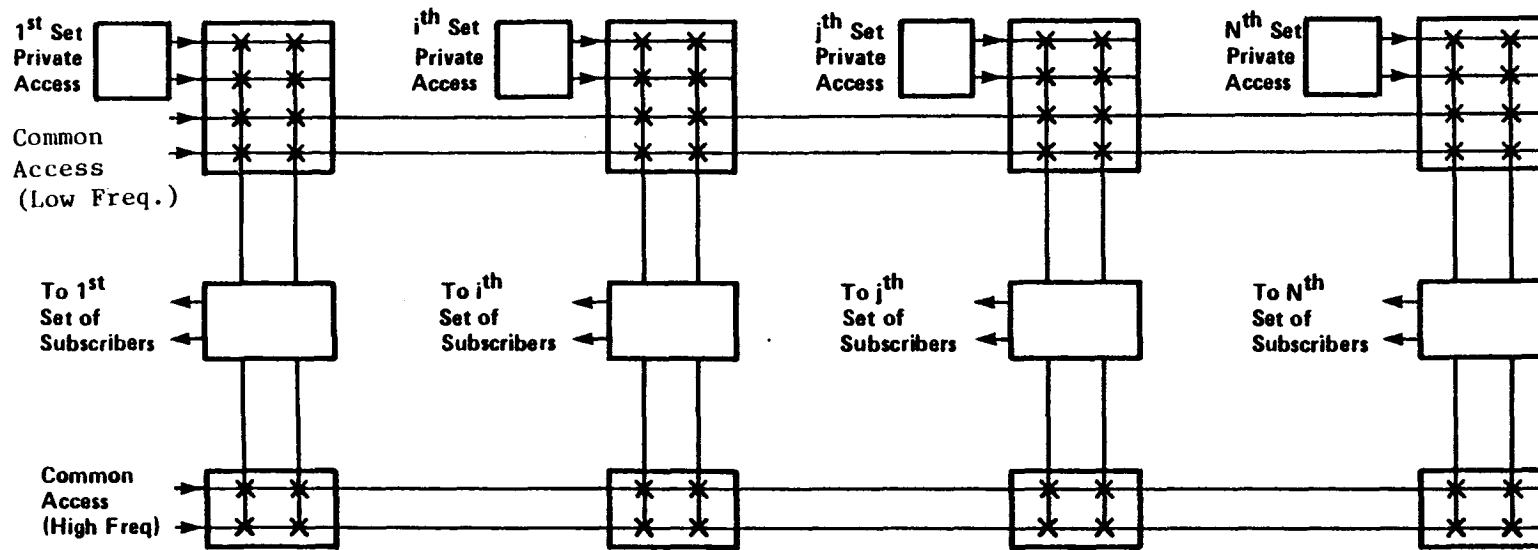 1st Set
Private
Access
ith Set
Private
Access
jth Set
Private
Access
Nth Set
Private
Access
Common
Access
(Low Freq.)
To 1st
Set of
Subscribers
To ith
Set of
Subscribers
To jth
Set of
Subscribers
To Nth
Set of
Subscribers
Common
Access
(High Freq)